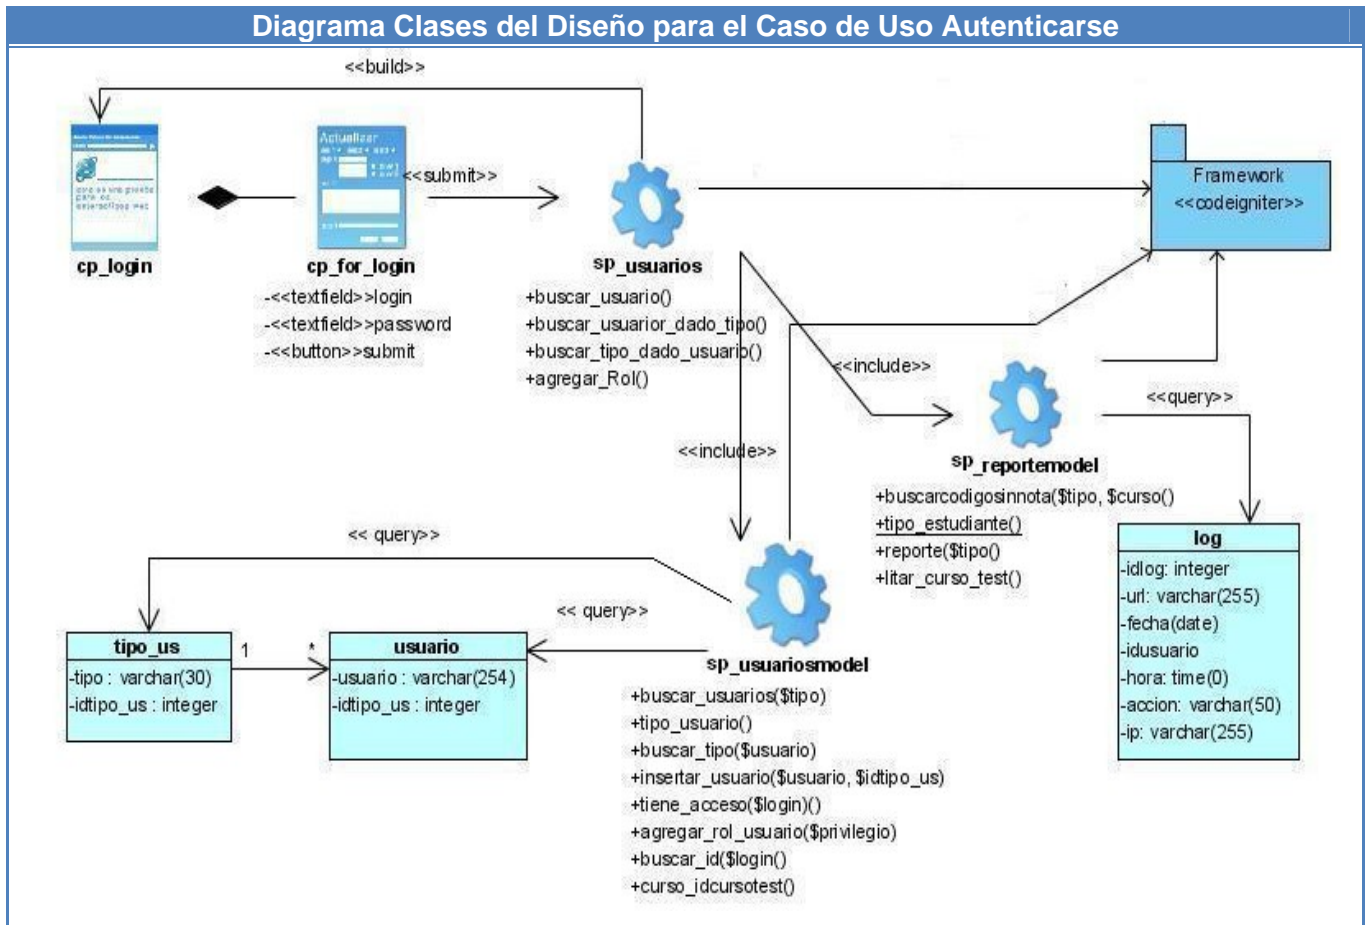 Diagrama Clases del Diseño para el Caso de Uso Autenticarse
<<build>>
Actualizar
<<submit>>
Framework
<<codeigniter>>
cp_login
cp_for_login
-<<textfield>>login
-<<textfield>>password
-<<button>>submit
sp_usuarios
+buscar_usuario()
+buscar_usuarior_dado_tipo()
+buscar_tipo_dado_usuario()
+agregar_Rol()
<<include>>
<<query>>
<<include>>
sp_reportemodel
+buscarcodigosinnota($tipo, $curso()
+tipo_estudiante()
+reporte($tipo()
+litar_curso_test()
log
-idlog: integer
-url: varchar(255)
-fecha(date)
-idusuario
-hora: time(0)
-accion: varchar(50)
-ip: varchar(255)
<< query>>
<< query>>
tipo_us
-tipo : varchar(30)
-idtipo_us : integer
1
*
usuario
-usuario : varchar(254)
-idtipo_us : integer
sp_usuariosmodel
+buscar_usuarios($tipo)
+tipo_usuario()
+buscar_tipo($usuario)
+insertar_usuario($usuario, $idtipo_us)
+tiene_acceso($login)()
+agregar_rol_usuario($privilegio)
+buscar_id($login()
+curso_idcursotest()